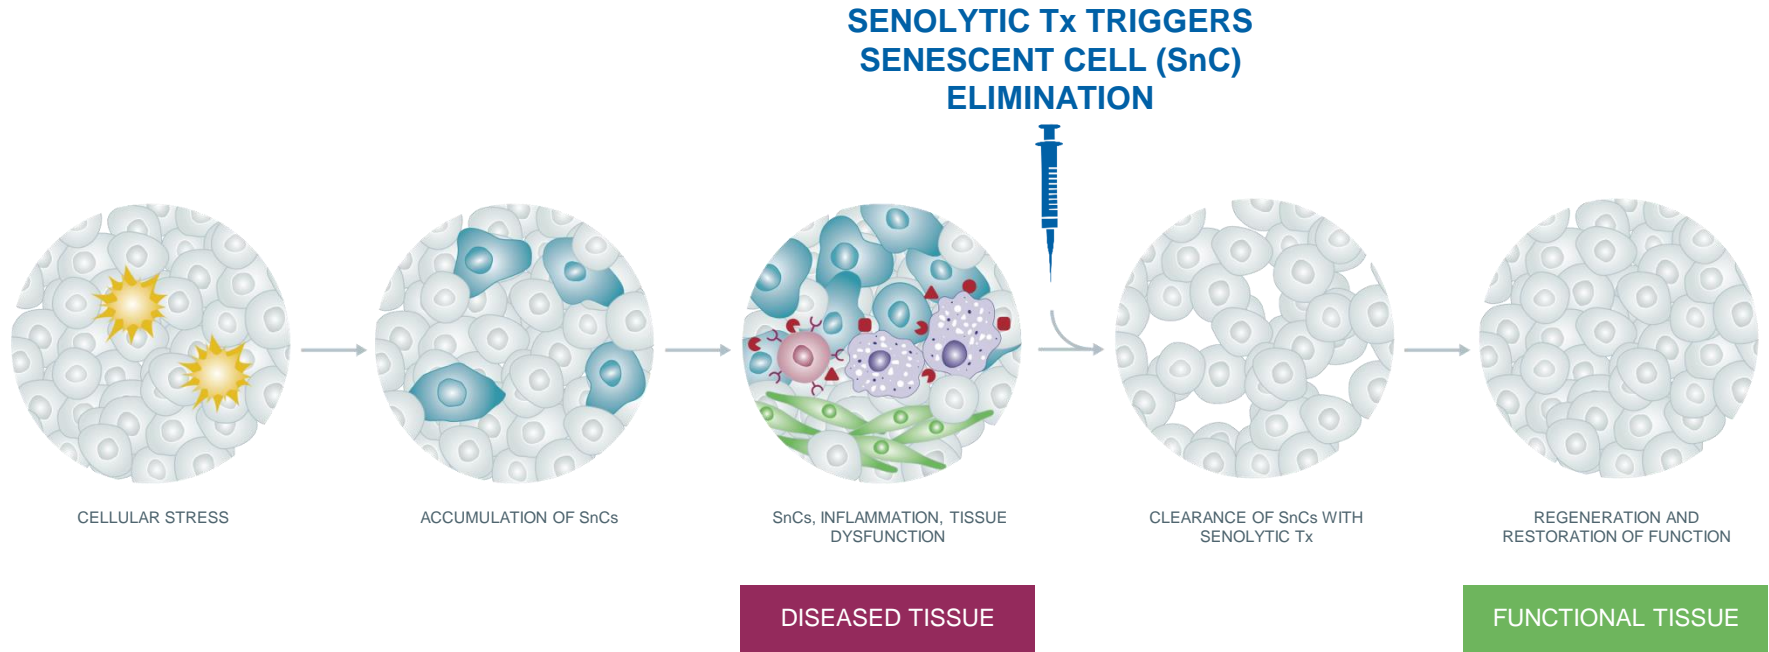 SENOLYTIC Tx TRIGGERS
SENESCENT CELL (SnC)
ELIMINATION
CELLULAR STRESS
ACCUMULATION OF SnCs
SnCs, INFLAMMATION, TISSUE
DYSFUNCTION
CLEARANCE OF SnCs WITH
SENOLYTIC Tx
REGENERATION AND
RESTORATION OF FUNCTION
DISEASED TISSUE
FUNCTIONAL TISSUE